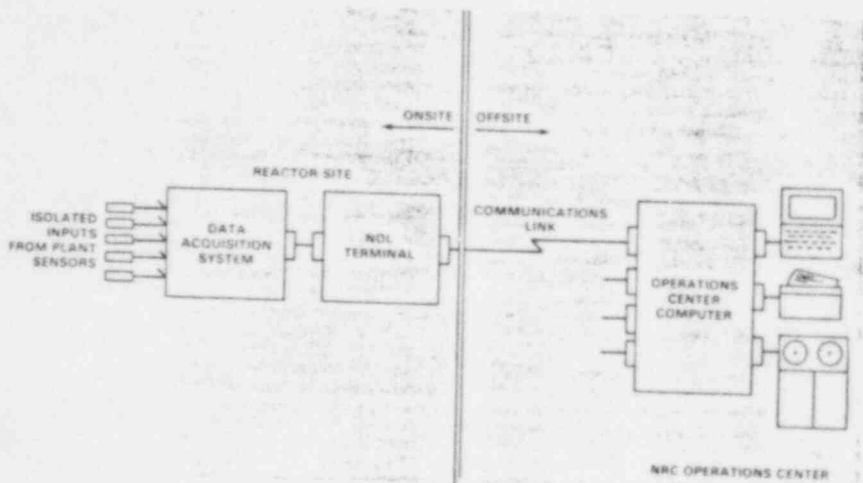 ONSITE
OFFSITE
REACTOR SITE
ISOLATED
INPUTS
FROM PLANT
SENSORS
DATA
ACQUISITION
SYSTEM
NDL
TERMINAL
COMMUNICATIONS
LINK
OPERATIONS
CENTER
COMPUTER
NRC OPERATIONS CENTER